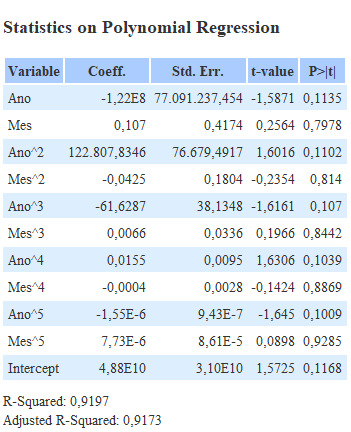 Statistics on Polynomial Regression
Variable Coeff. Std. Err. t-value P>|t|
Ano -1,22E8 77.091.237,454 -1,5871 0,1135
Mes 0,107 0,4174 0,2564 0,7978
Ano^2 122.807,8346 76.679,4917 1,6016 0,1102
Mes^2 -0,0425 0,1804 -0,2354 0,814
Ano^3 -61,6287 38,1348 -1,6161 0,107
Mes^3 0,0066 0,0336 0,1966 0,8442
Ano^4 0,0155 0,0095 1,6306 0,1039
Mes^4 -0,0004 0,0028 -0,1424 0,8869
Ano^5 -1,55E-6 9,43E-7 -1,645 0,1009
Mes^5 7,73E-6 8,61E-5 0,0898 0,9285
Intercept 4,88E10 3,10E10 1,5725 0,1168
R-Squared: 0,9197
Adjusted R-Squared: 0,9173